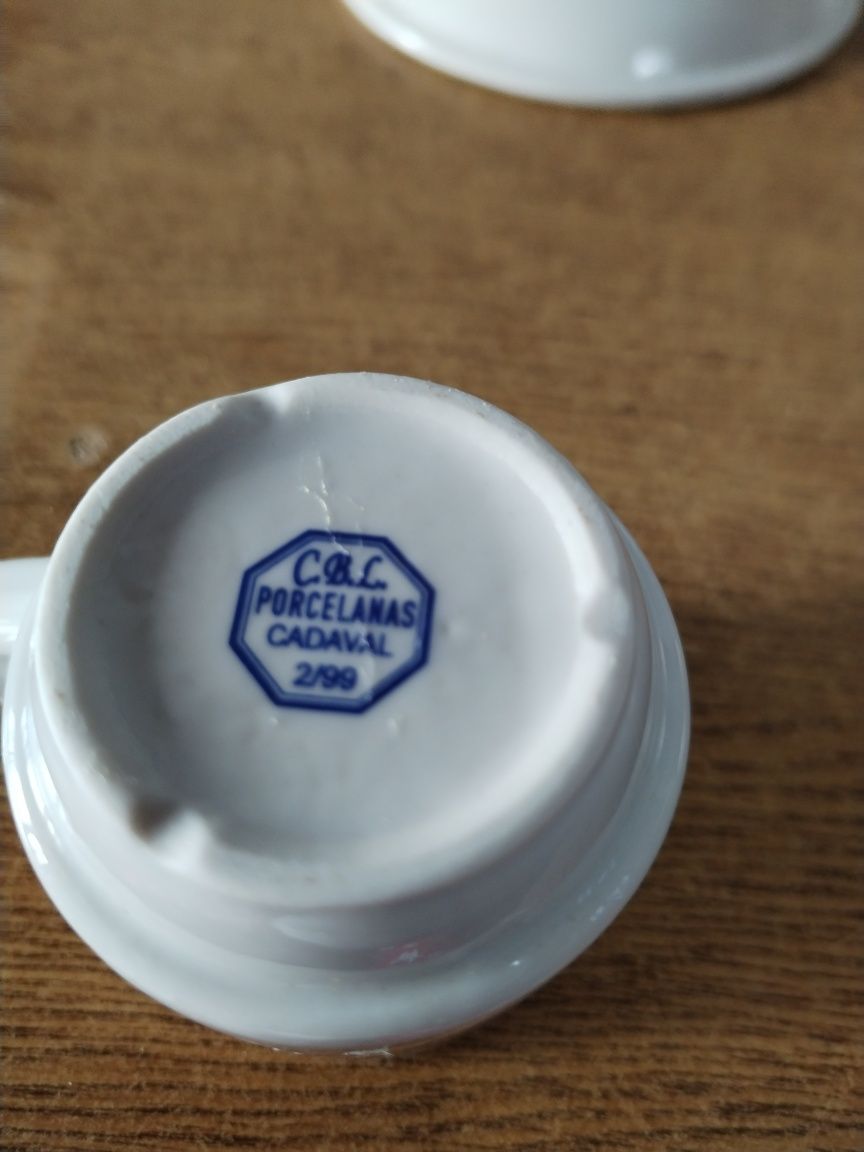 C.B.L.
PORCELANAS
CADAVAL
2/99